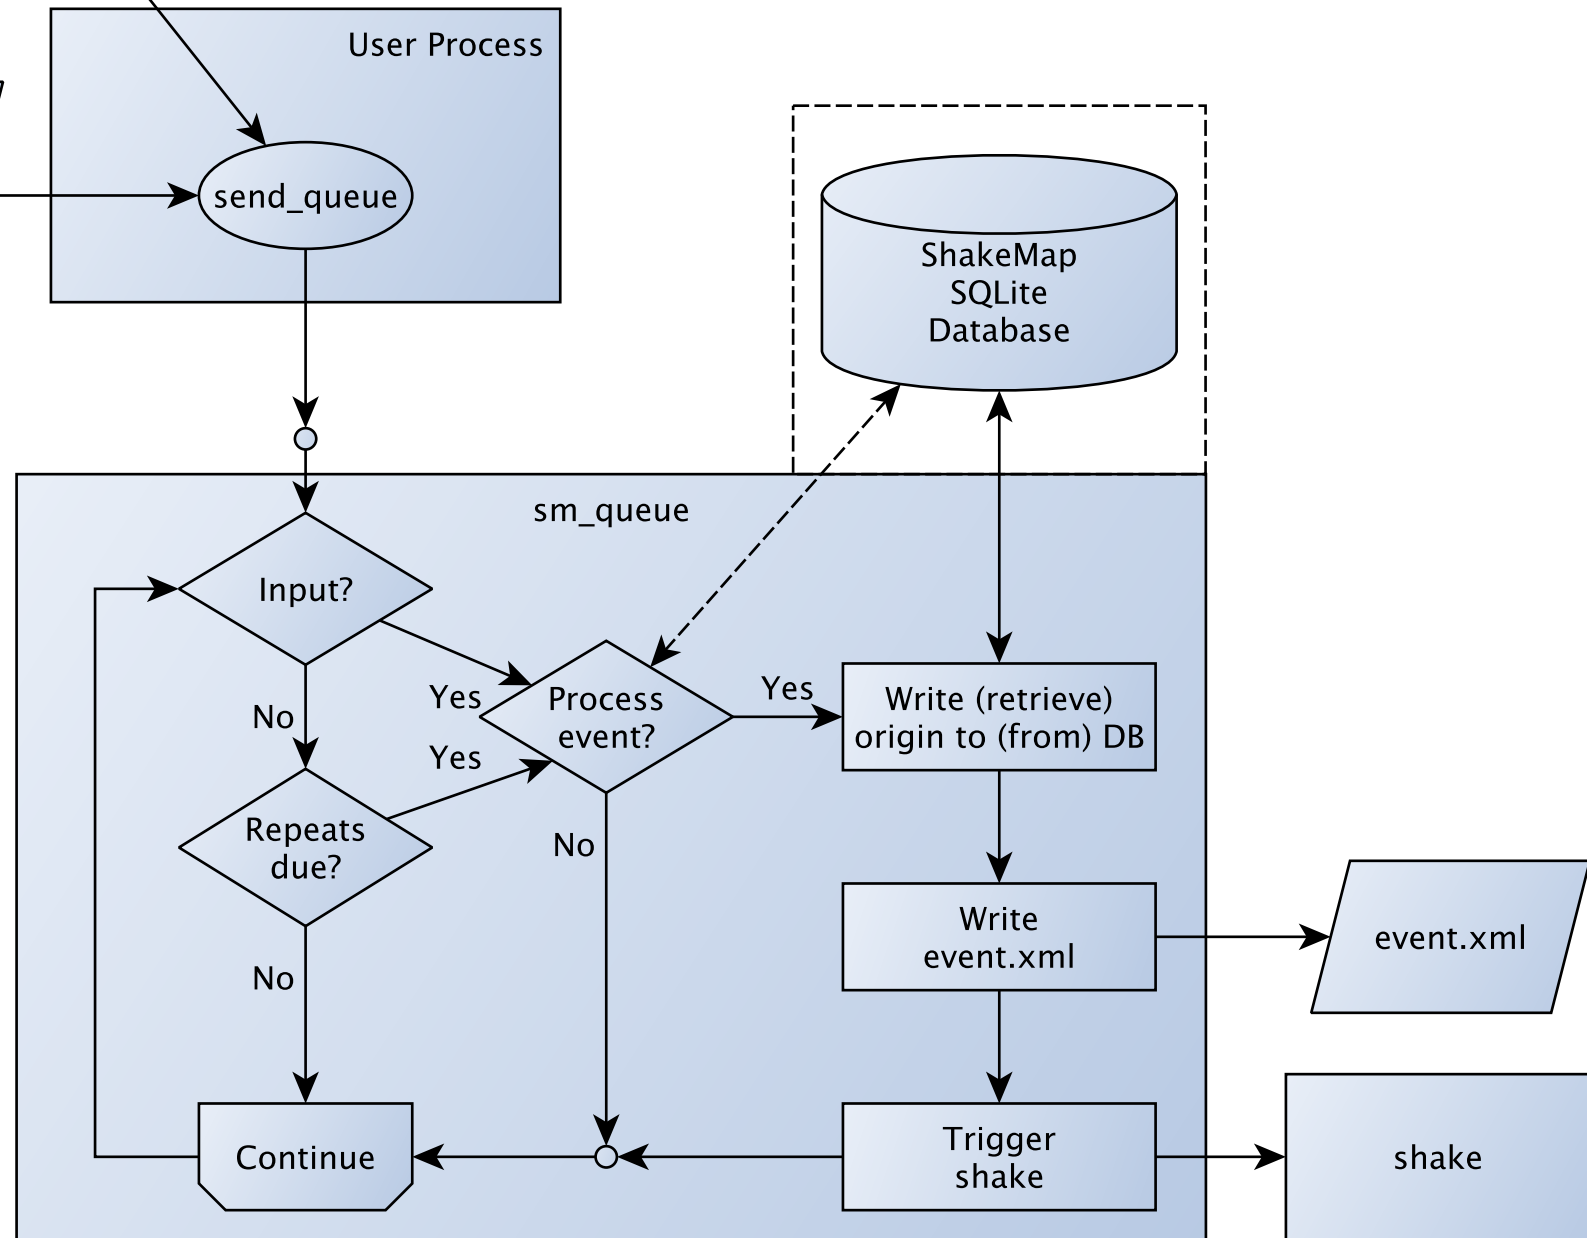 User Process
send_queue
ShakeMap
SQLite
Database
sm_queue
Input?
Yes
No
Process
event?
Yes
Write (retrieve)
origin to (from) DB
Yes
Repeats
due?
No
No
Write
event.xml
event.xml
Continue
Trigger
shake
shake